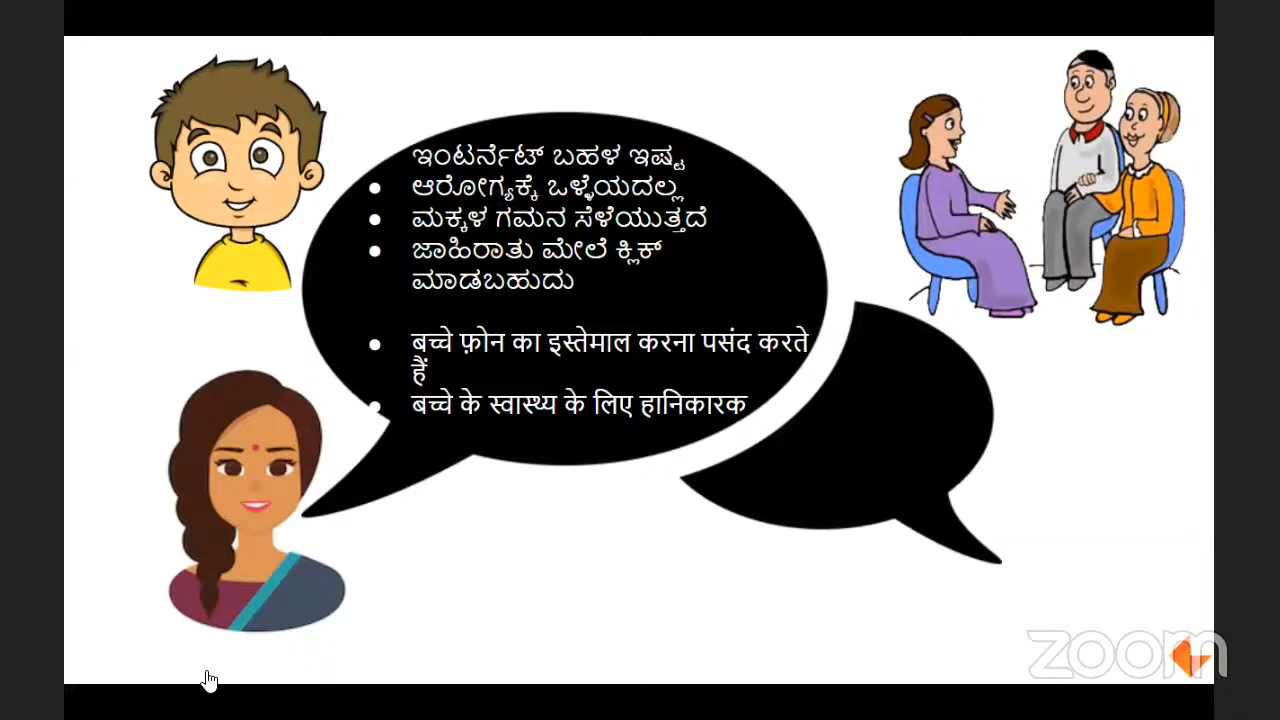 ಇಂಟರ್ನೆಟ್ ಬಹಳ ಇಷ್ಟ
• ಆರೋಗ್ಯಕ್ಕೆ ಒಳ್ಳೆಯದಲ್ಲ
• ಮಕ್ಕಳ ಗಮನ ಸೆಳೆಯುತ್ತದೆ
• ಜಾಹಿರಾತು ಮೇಲೆ ಕ್ಲಿಕ್
ಮಾಡಬಹುದು
• बच्चे फ़ोन का इस्तेमाल करना पसंद करते
हैं
• बच्चे के स्वास्थ्य के लिए हानिकारक
zoom